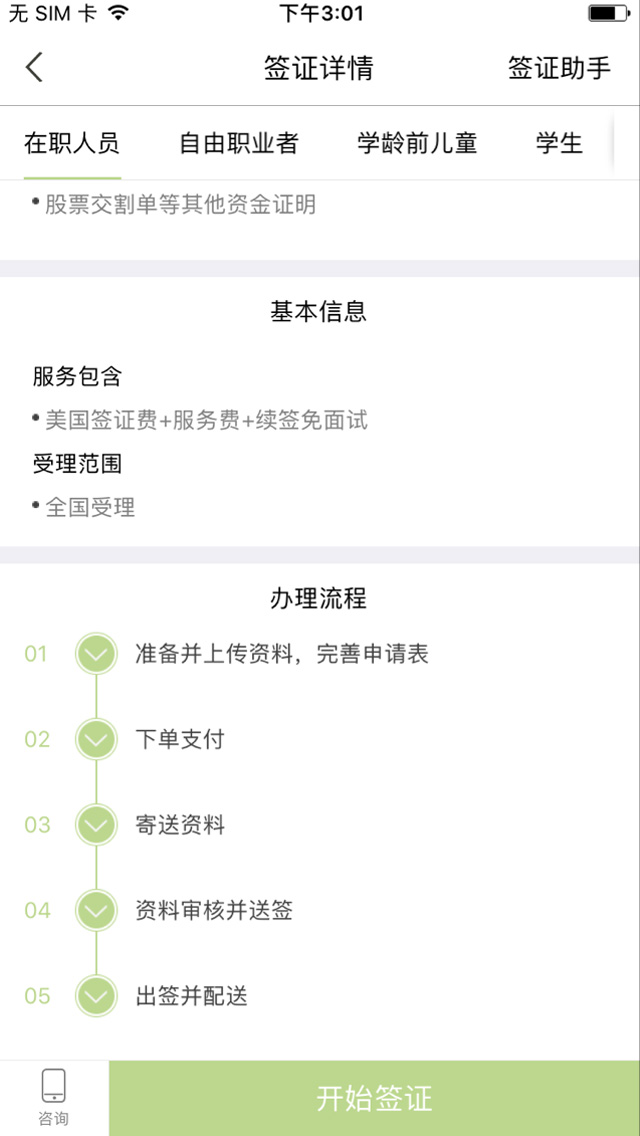 无 SIM 卡 下午3:01
签证详情 签证助手
在职人员 自由职业者 学龄前儿童 学生
•股票交割单等其他资金证明
基本信息
服务包含
•美国签证费+服务费+续签免面试
受理范围
•全国受理
办理流程
01 准备并上传资料，完善申请表
02 下单支付
03 寄送资料
04 资料审核并送签
05 出签并配送
咨询 开始签证